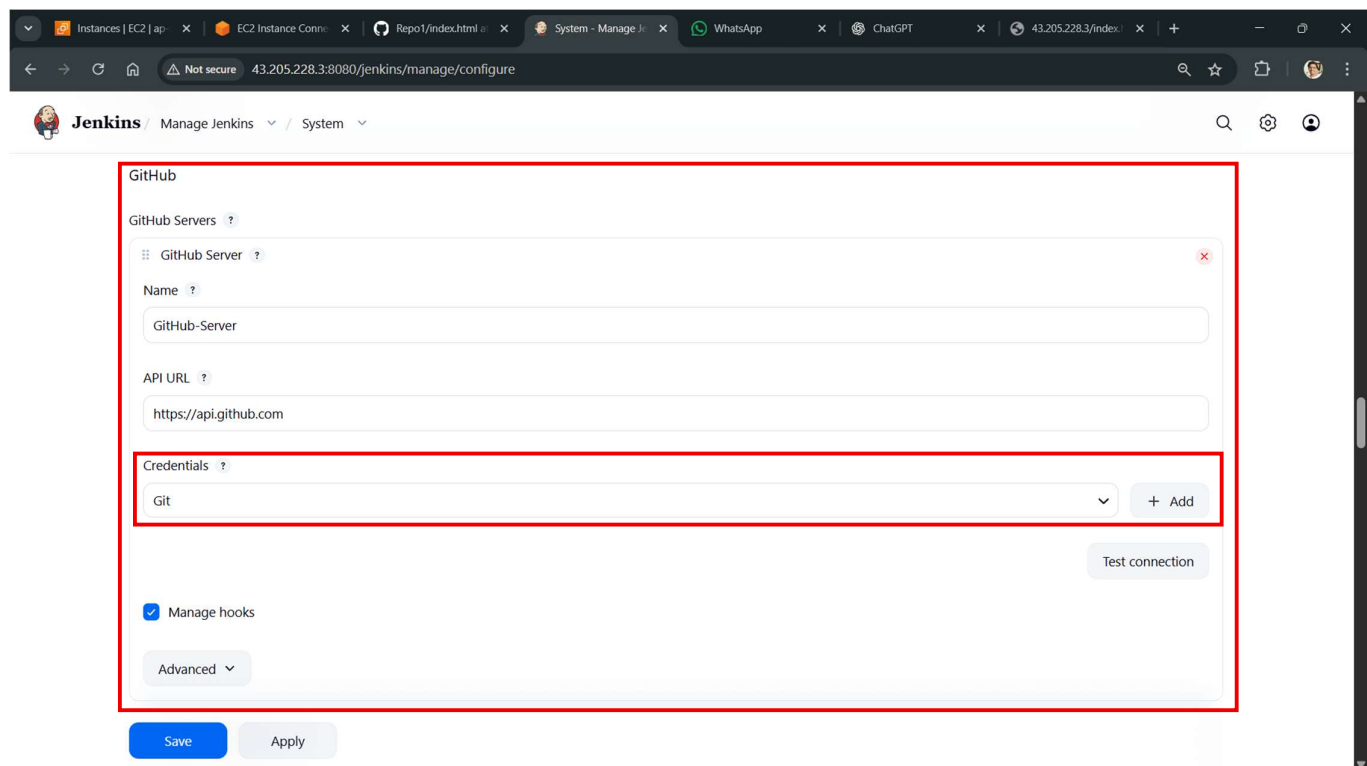 Instances | EC2 | ap-
EC2 Instance Conne
Repo1/index.html a
System - Manage Je
WhatsApp
ChatGPT
43.205.228.3/index.
Not secure
43.205.228.3:8080/jenkins/manage/configure
Jenkins / Manage Jenkins / System
GitHub
GitHub Servers ?
GitHub Server ?
Name ?
GitHub-Server
API URL ?
https://api.github.com
Credentials ?
Git
+ Add
Test connection
Manage hooks
Advanced
Save
Apply